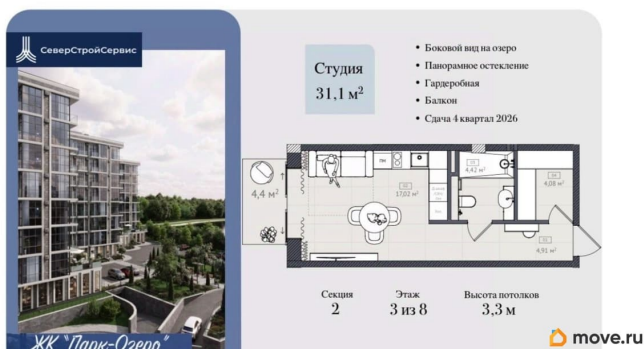 СеверСтройСервис
ЖК "Парк-Озеро"
Студия
31,1 м²
• Боковой вид на озеро
• Панорамное остекление
• Гардеробная
• Балкон
• Сдача 4 квартал 2026
4,4 м²
ПМ
17,02 м²
4,42 м²
4,08 м²
4,91 м²
Секция
2
Этаж
3 из 8
Высота потолков
3,3 м
move.ru